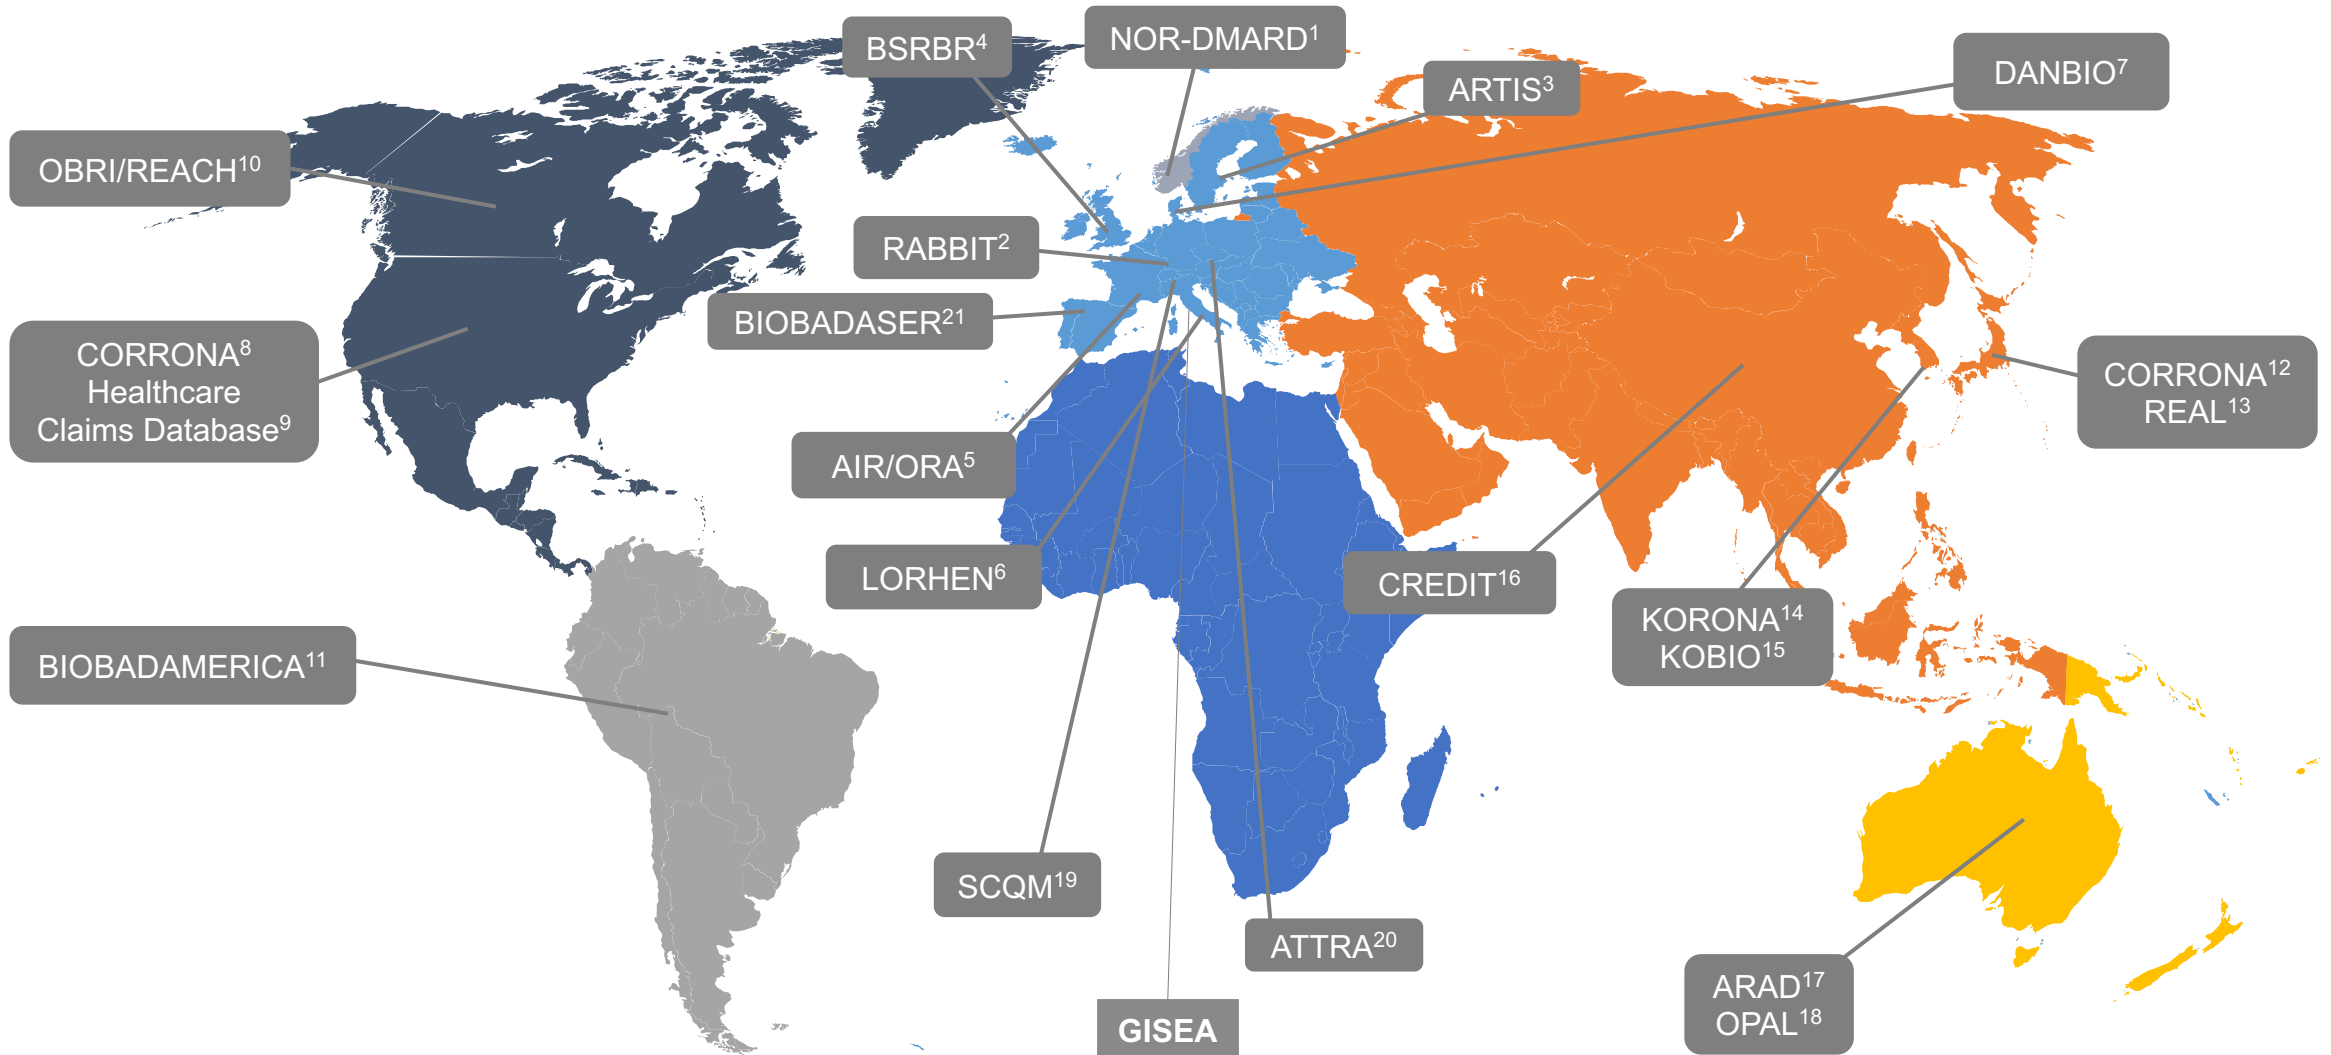 NOR-DMARD1
BSRBR4
DANBIO7
ARTIS3
OBRI/REACH10
RABBIT2
BIOBADASER21
CORRONA8
Healthcare
Claims Database9
CORRONA12
REAL13
AIR/ORA5
LORHEN6
CREDIT16
KORONA14
KOBIO15
BIOBADAMERICA11
SCQM19
ATTRA20
ARAD17
OPAL18
GISEA